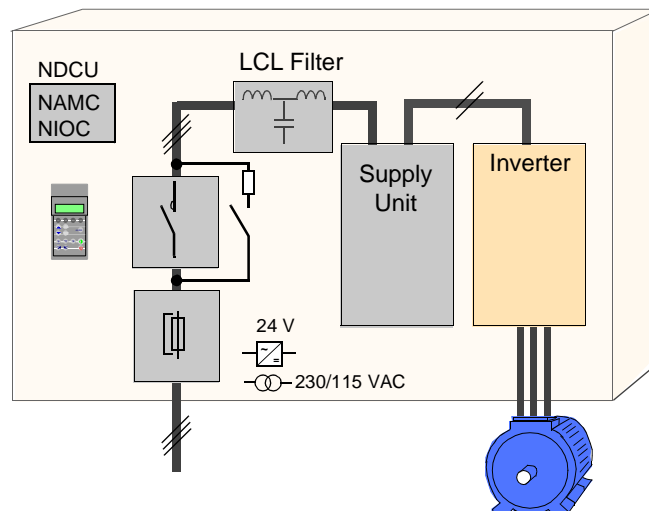 LCL Filter
NDCU
NAMC
NIOC
Supply
Unit
Inverter
24 V
~
=
230/115 VAC